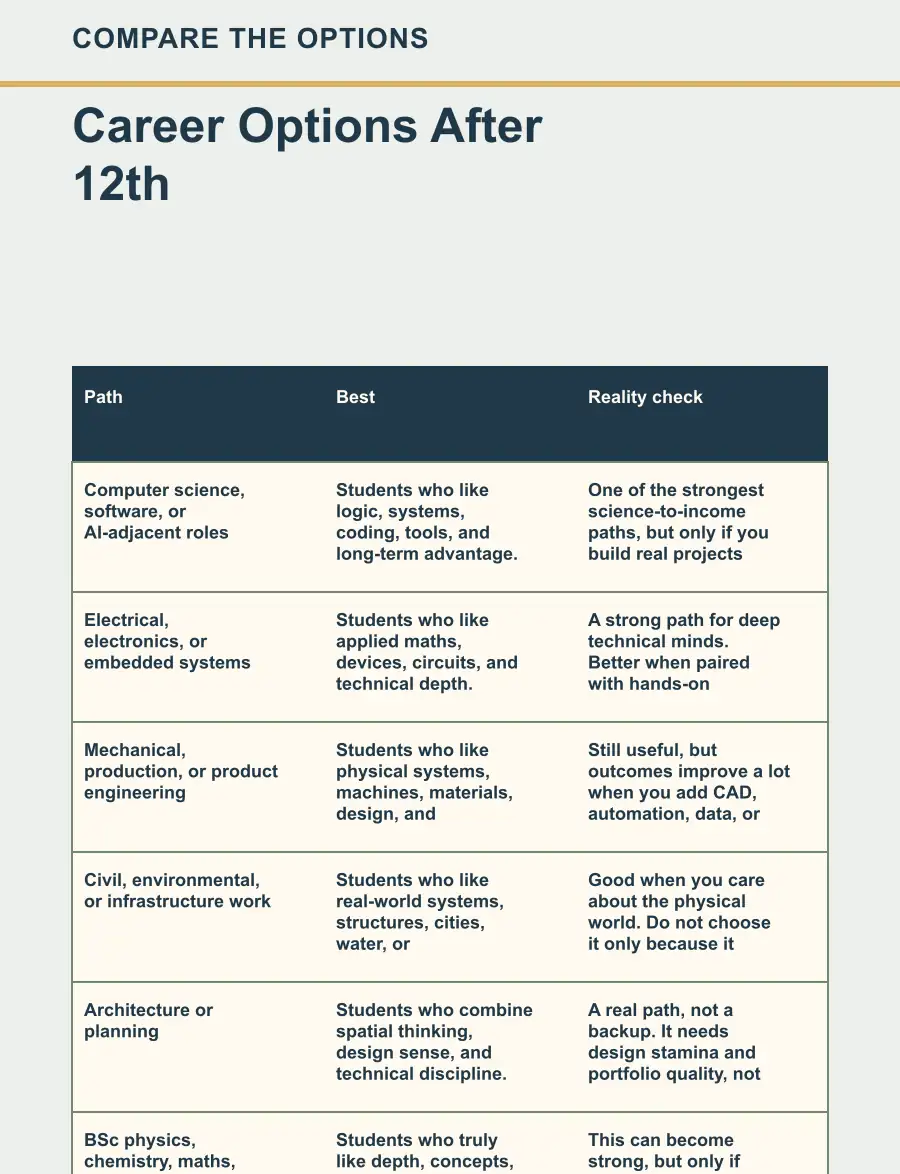 COMPARE THE OPTIONS
Career Options After
12th
Path
Best
Reality check
Computer science,
software, or
AI-adjacent roles
Students who like
logic, systems,
coding, tools, and
long-term advantage.
One of the strongest
science-to-income
paths, but only if you
build real projects
Electrical,
electronics, or
embedded systems
Students who like
applied maths,
devices, circuits, and
technical depth.
A strong path for deep
technical minds.
Better when paired
with hands-on
Mechanical,
production, or product
engineering
Students who like
physical systems,
machines, materials,
design, and
Still useful, but
outcomes improve a lot
when you add CAD,
automation, data, or
Civil, environmental,
or infrastructure work
Students who like
real-world systems,
structures, cities,
water, or
Good when you care
about the physical
world. Do not choose
it only because it
Architecture or
planning
Students who combine
spatial thinking,
design sense, and
technical discipline.
A real path, not a
backup. It needs
design stamina and
portfolio quality, not
BSc physics,
chemistry, maths,
Students who truly
like depth, concepts,
This can become
strong, but only if